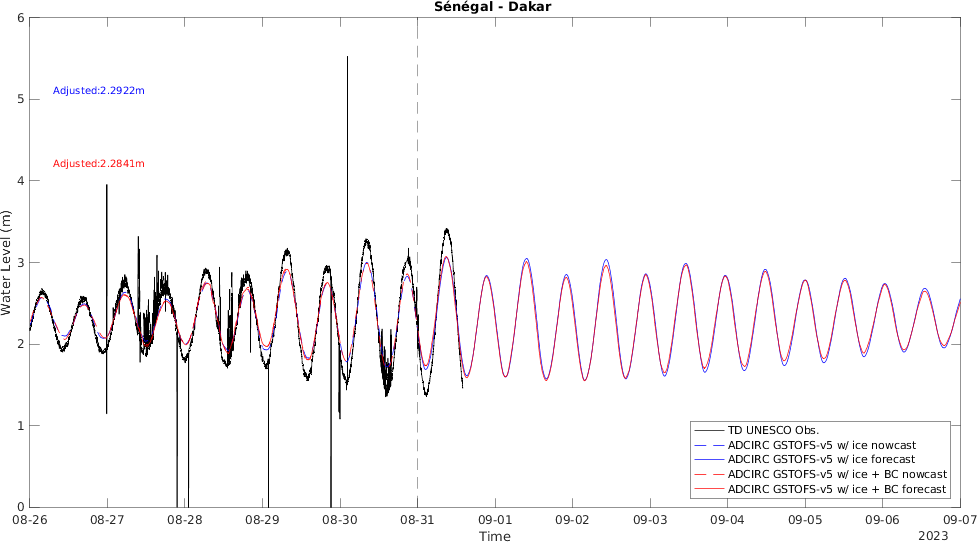 Sénégal - Dakar
Water Level (m)
6
5
4
3
2
1
0
Adjusted:2.2922m
Adjusted:2.2841m
TD UNESCO Obs.
ADCIRC GSTOFS-v5 w/ ice nowcast
ADCIRC GSTOFS-v5 w/ ice forecast
ADCIRC GSTOFS-v5 w/ ice + BC nowcast
ADCIRC GSTOFS-v5 w/ ice + BC forecast
08-26 08-27 08-28 08-29 08-30 08-31 09-01 09-02 09-03 09-04 09-05 09-06 09-07
Time
2023